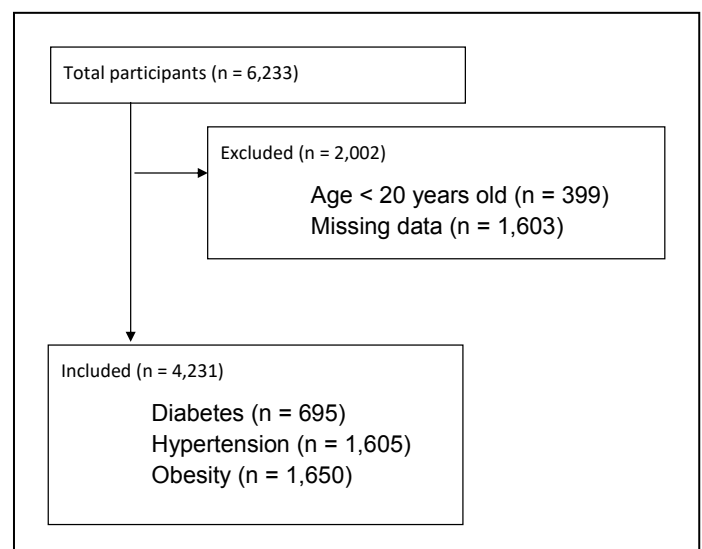 Total participants (n = 6,233)
Excluded (n = 2,002)
Age < 20 years old (n = 399)
Missing data (n = 1,603)
Included (n = 4,231)
Diabetes (n = 695)
Hypertension (n = 1,605)
Obesity (n = 1,650)